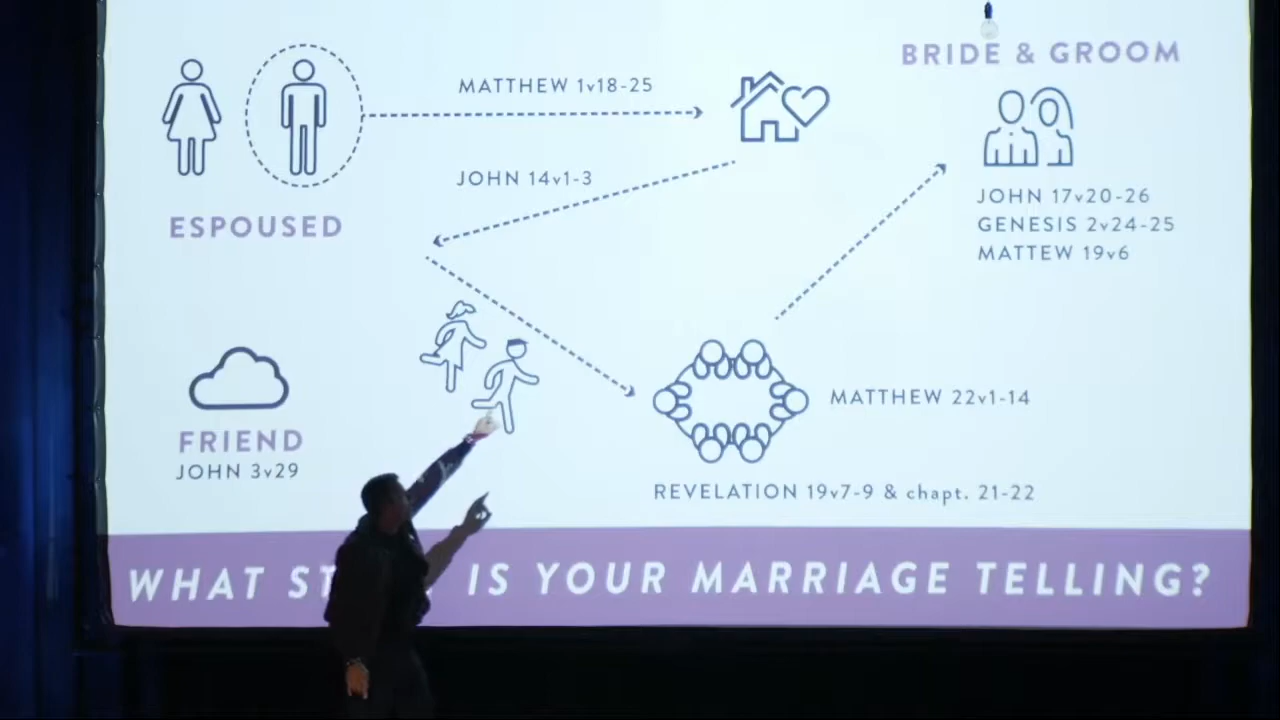 BRIDE & GROOM
MATTHEW 1v18-25
JOHN 14v1-3
JOHN 17v20-26
GENESIS 2v24-25
MATTEW 19v6
ESPOUSED
MATTHEW 22v1-14
FRIEND
JOHN 3v29
REVELATION 19v7-9 & chapt. 21-22
WHAT ST IS YOUR MARRIAGE TELLING?